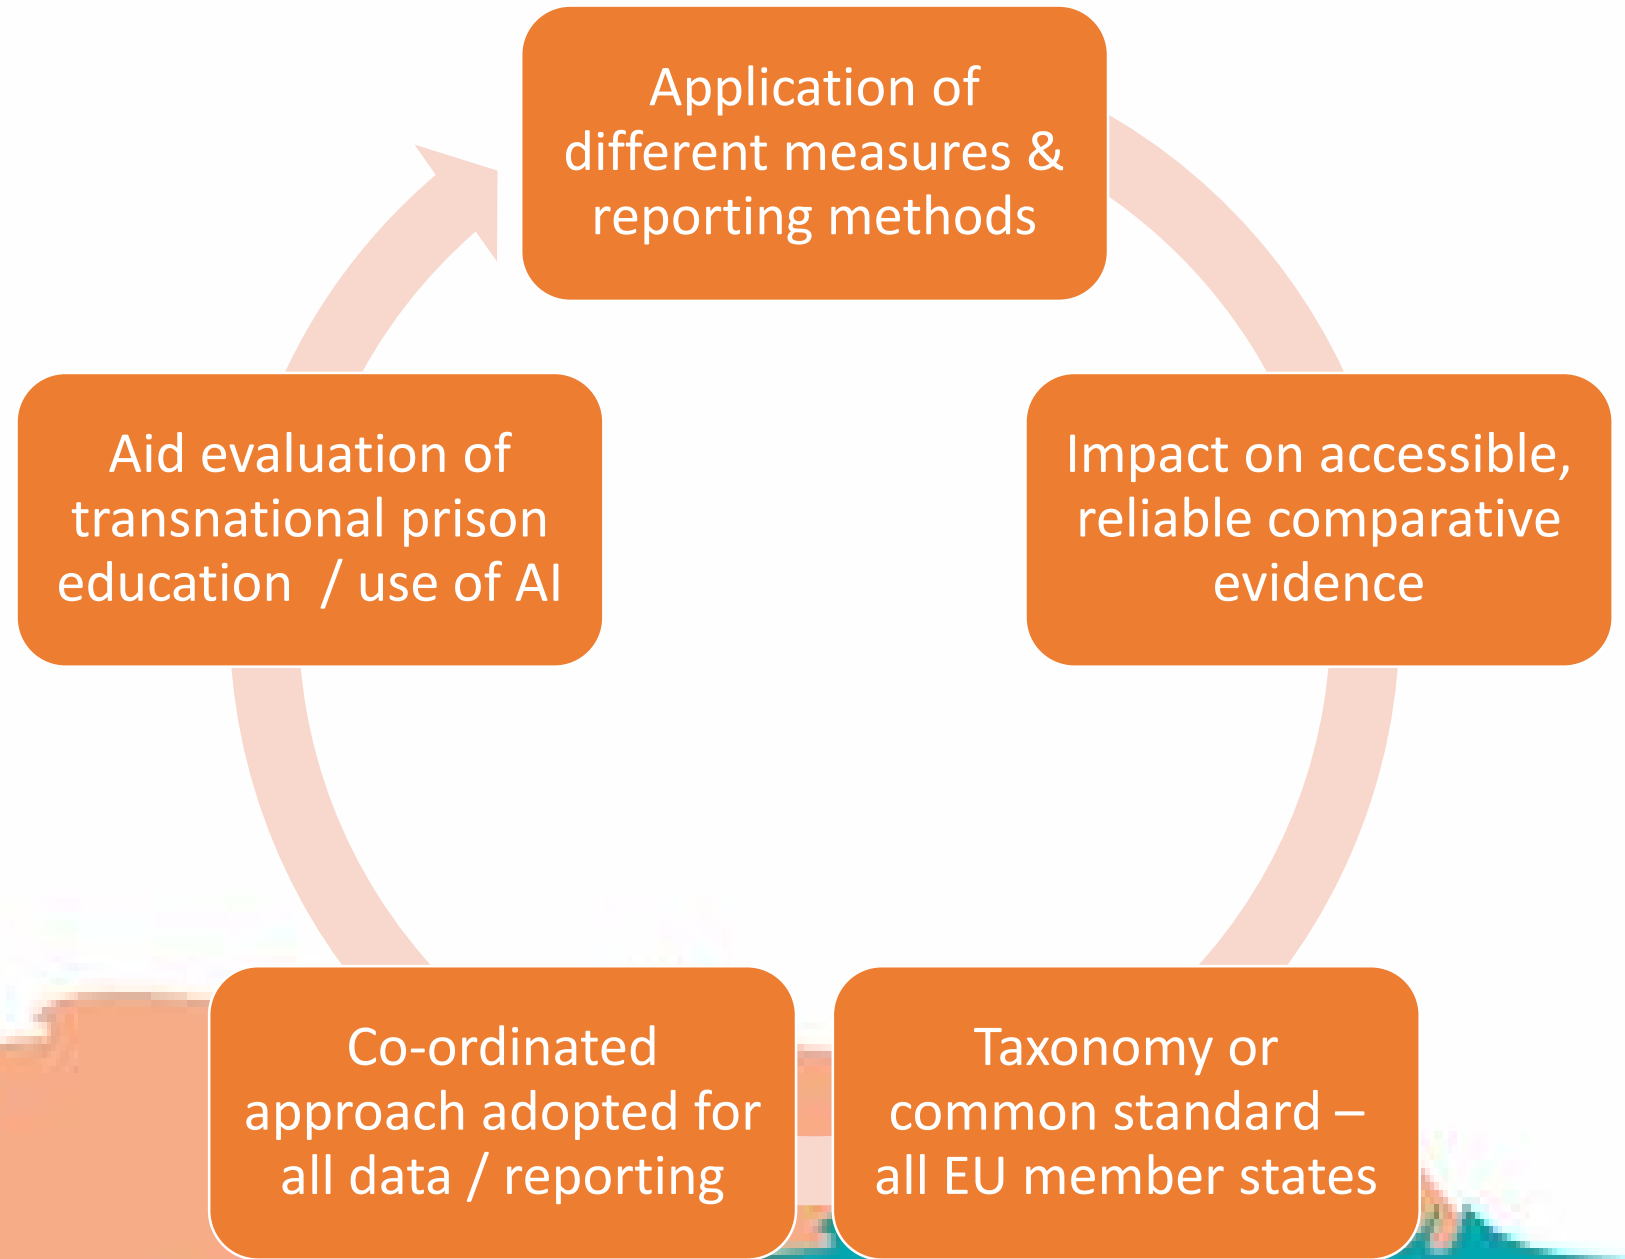 Application of
different measures &
reporting methods
Impact on accessible,
reliable comparative
evidence
Taxonomy or
common standard –
all EU member states
Co-ordinated
approach adopted for
all data / reporting
Aid evaluation of
transnational prison
education  / use of AI